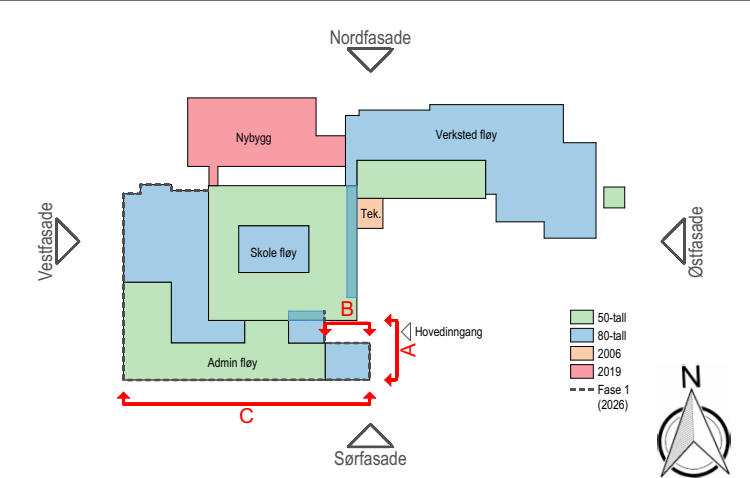 Nordfasade
Nybygg
Verksted fløy
Vestfasade
Tek.
Østfasade
Skole fløy
B
Hovedinngang
A
Admin fløy
C
Sørfasade
50-tall
80-tall
2006
2019
Fase 1
(2026)
N